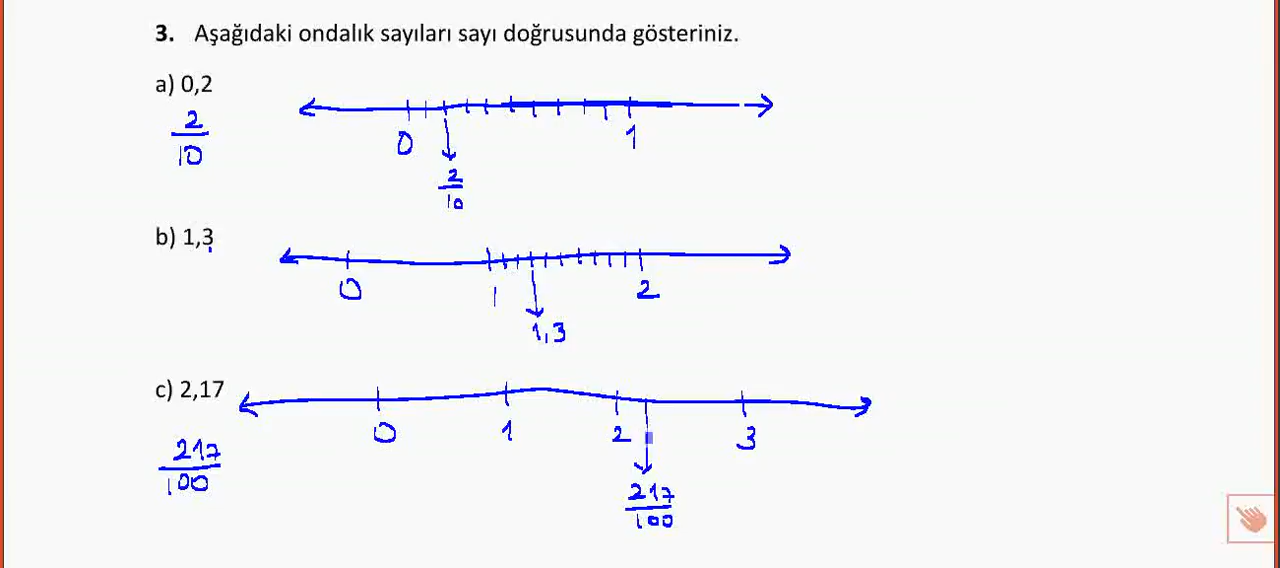 3. Aşağıdaki ondalık sayıları sayı doğrusunda gösteriniz.
a) 0,2
2/10
0 1
2/10
b) 1,3
0 1 2
1,3
c) 2,17
217/100
0 1 2 3
217/100